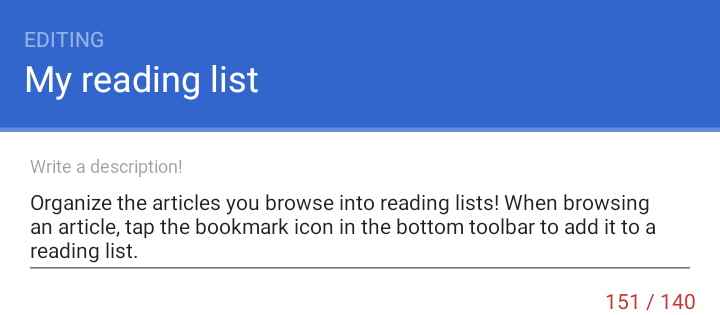 EDITING
My reading list
Write a description!
Organize the articles you browse into reading lists! When browsing
an article, tap the bookmark icon in the bottom toolbar to add it to a
reading list.
151 / 140